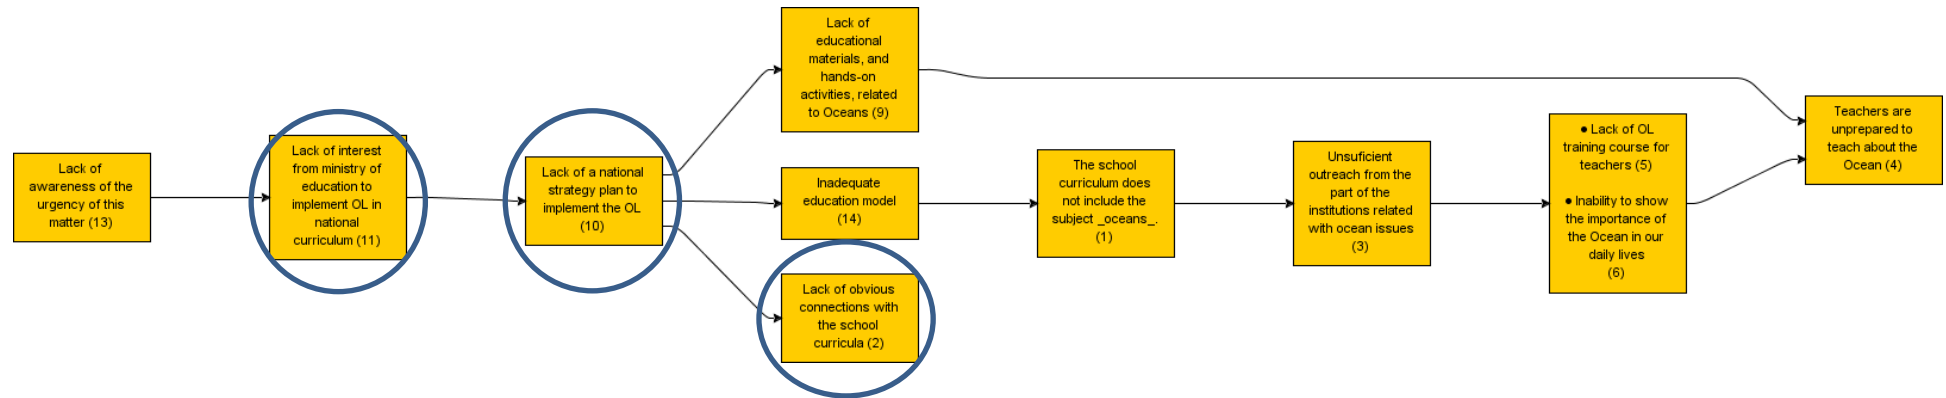 Lack of
awareness of the
urgency of this
matter (13)
Lack of interest
from ministry of
education to
implement OL in
national
curriculum (11)
Lack of a national
strategy plan to
implement the OL
(10)
Lack of
educational
materials, and
hands-on
activities, related
to Oceans (9)
Inadequate
education model
(14)
Lack of obvious
connections with
the school
curricula (2)
The school
curriculum does
not include the
subject _oceans_.
(1)
Unsuficient
outreach from the
part of the
institutions related
with ocean issues
(3)
● Lack of OL
training course for
teachers (5)
● Inability to show
the importance of
the Ocean in our
daily lives
(6)
Teachers are
unprepared to
teach about the
Ocean (4)